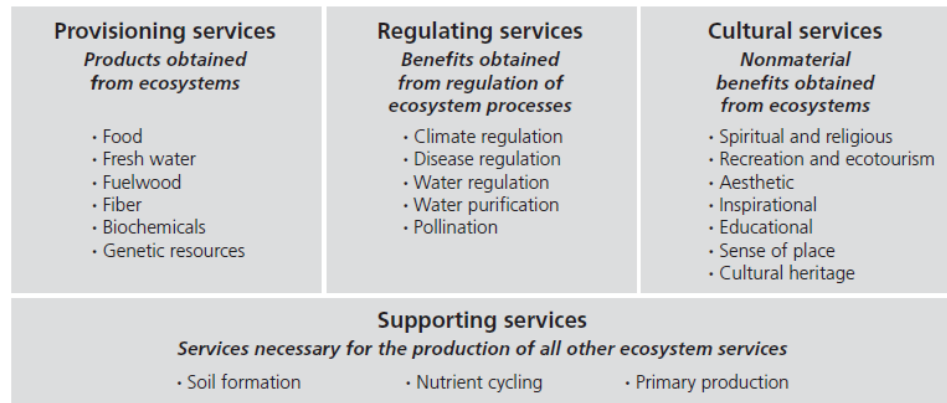 Provisioning services
Products obtained
from ecosystems
· Food
· Fresh water
· Fuelwood
· Fiber
· Biochemicals
· Genetic resources
Regulating services
Benefits obtained
from regulation of
ecosystem processes
· Climate regulation
· Disease regulation
· Water regulation
· Water purification
· Pollination
Cultural services
Nonmaterial
benefits obtained
from ecosystems
· Spiritual and religious
· Recreation and ecotourism
· Aesthetic
· Inspirational
· Educational
· Sense of place
· Cultural heritage
Supporting services
Services necessary for the production of all other ecosystem services
· Soil formation · Nutrient cycling · Primary production